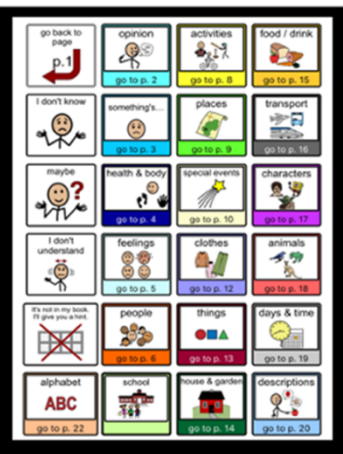 go back to
page
p.1
opinion
go to p. 2
activities
go to p. 8
food / drink
go to p. 15
I don't know
something's...
go to p. 3
places
go to p. 9
transport
go to p. 16
maybe
?
health & body
go to p. 4
special events
go to p. 10
characters
go to p. 17
I don't
understand
feelings
go to p. 5
clothes
go to p. 12
animals
go to p. 18
It's not in my book.
I'll give you a hint.
people
go to p. 6
things
go to p. 13
days & time
go to p. 19
alphabet
ABC
go to p. 22
school
house & garden
go to p. 14
descriptions
go to p. 20